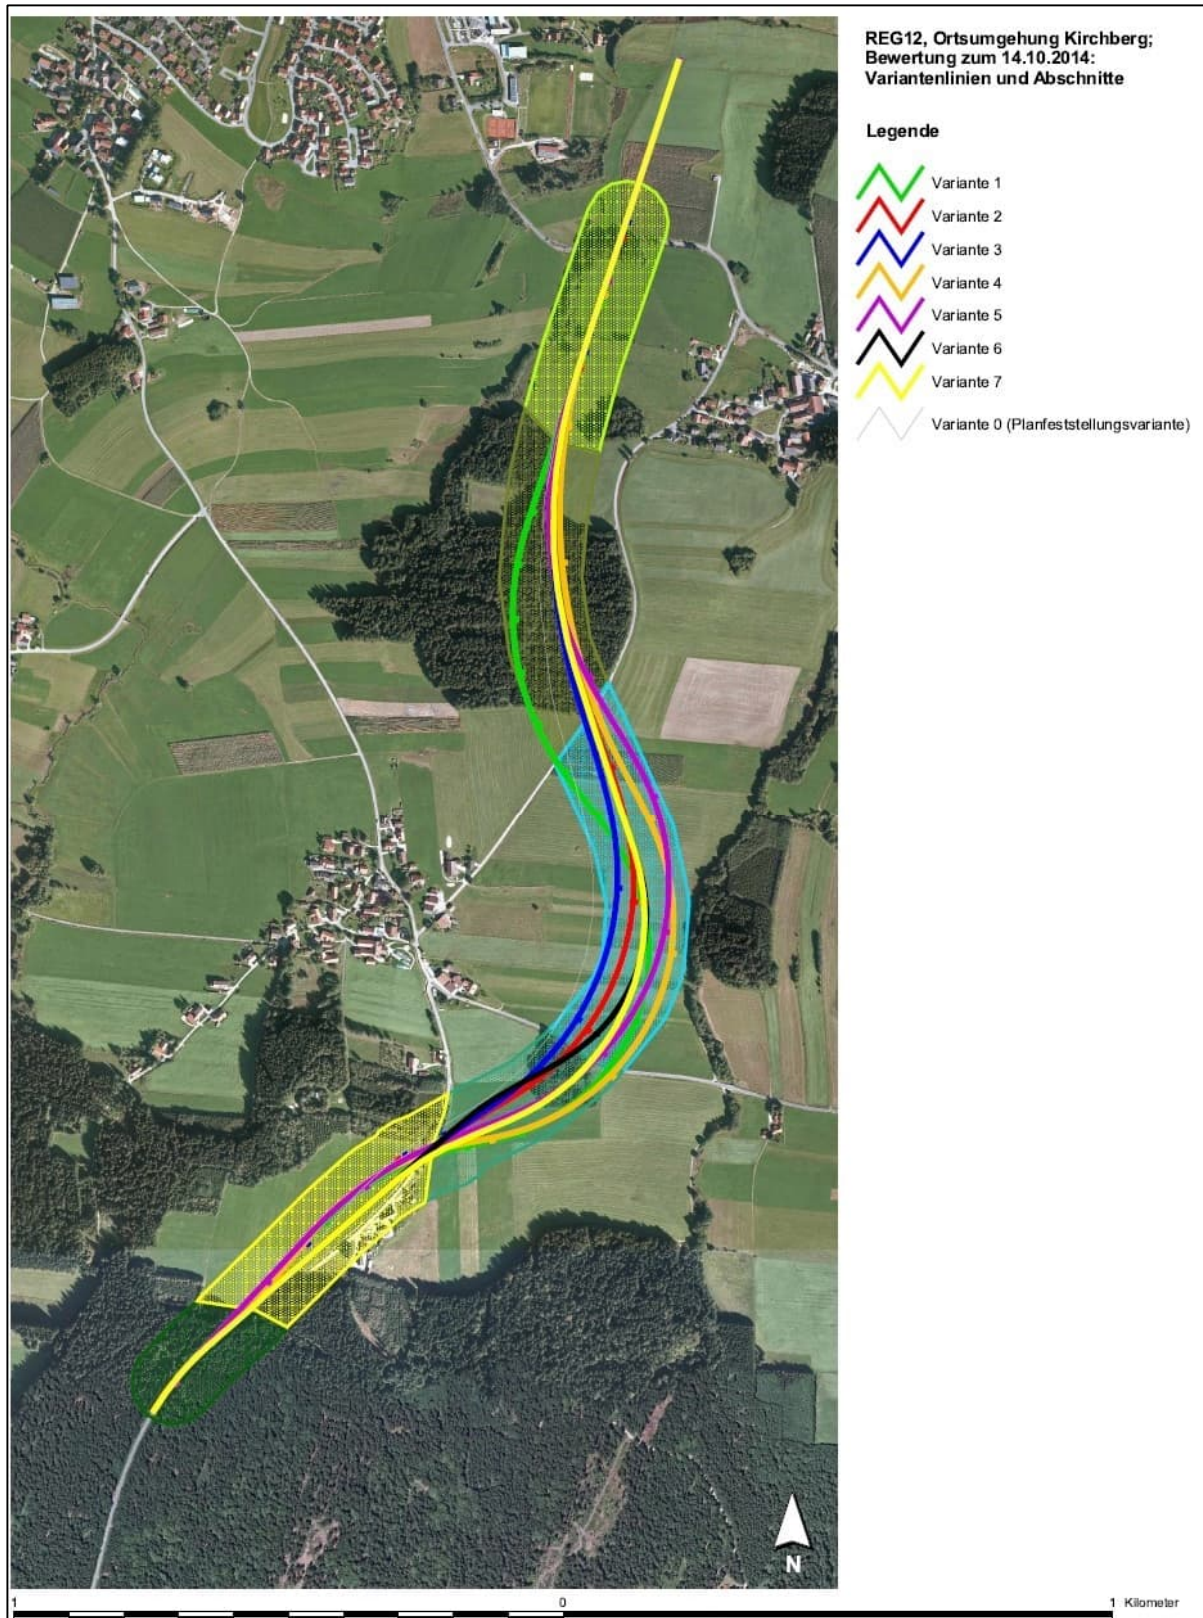 REG12, Ortsumgehung Kirchberg;
Bewertung zum 14.10.2014:
Variantenlinien und Abschnitte
Legende
Variante 1
Variante 2
Variante 3
Variante 4
Variante 5
Variante 6
Variante 7
Variante 0 (Planfeststellungsvariante)
N
1 0 1 Kilometer